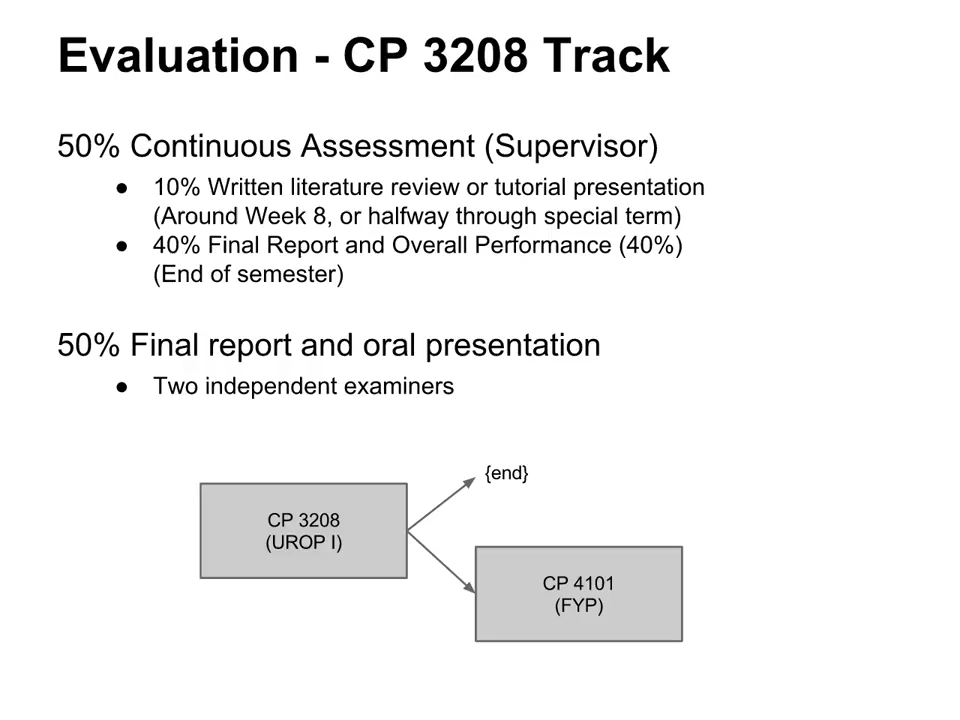 Evaluation - CP 3208 Track
50% Continuous Assessment (Supervisor)
● 10% Written literature review or tutorial presentation
(Around Week 8, or halfway through special term)
● 40% Final Report and Overall Performance (40%)
(End of semester)
50% Final report and oral presentation
● Two independent examiners
{end}
CP 3208
(UROP I)
CP 4101
(FYP)